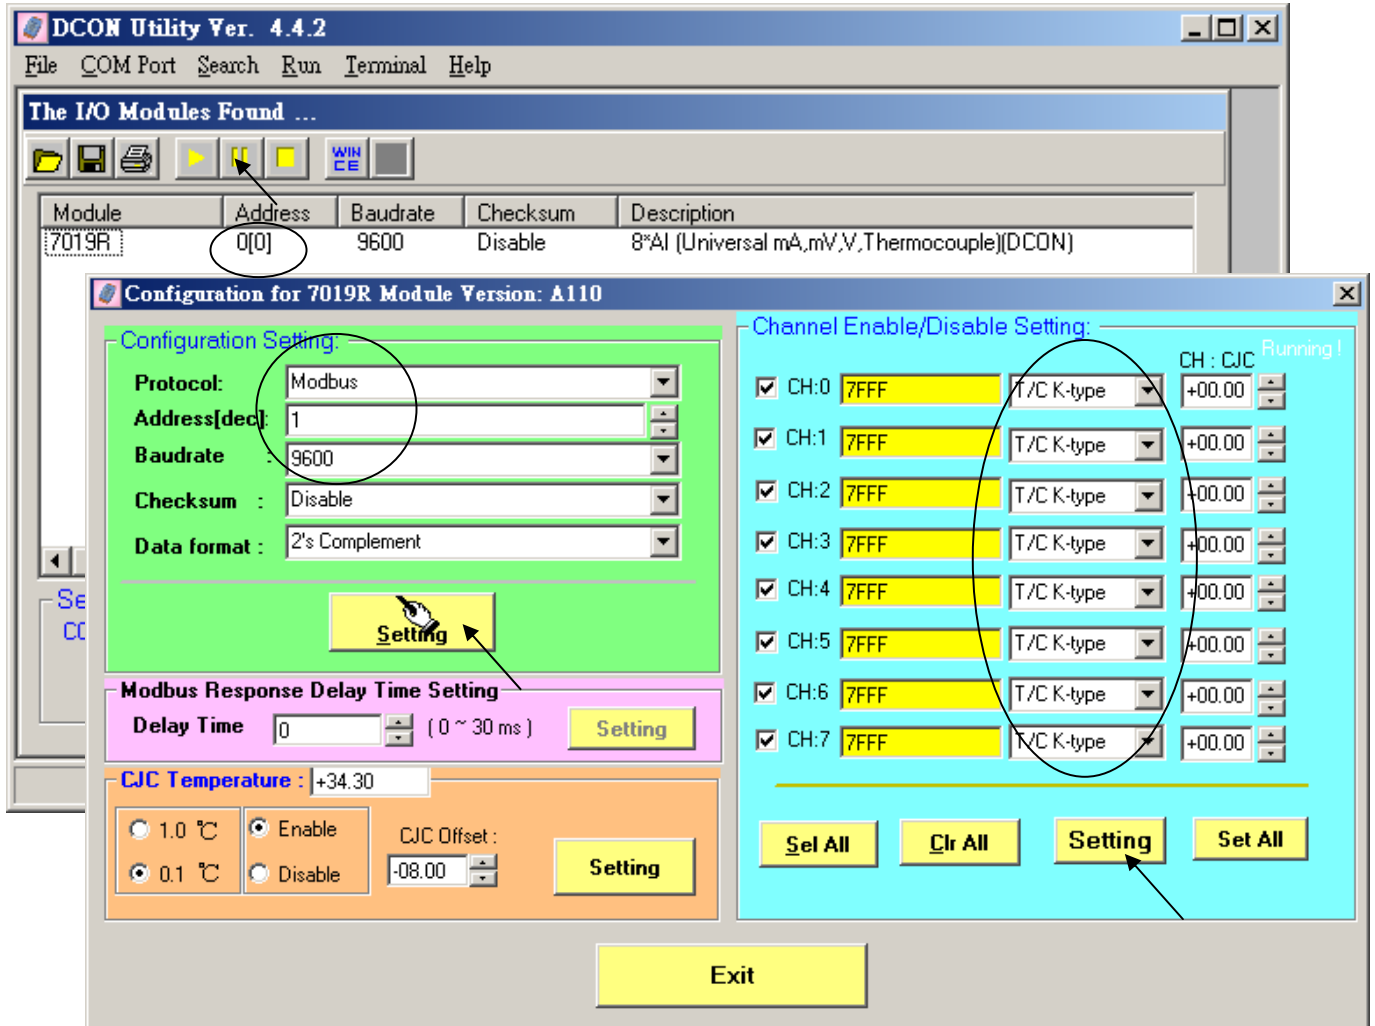 DCON Utility Ver. 4.4.2
File COM Port Search Run Terminal Help
The I/O Modules Found ...
WIN CE
Module Address Baudrate Checksum Description
7019R 0[0] 9600 Disable 8*AI (Universal mA,mV,V,Thermocouple)(DCON)
Se
CO
Configuration for 7019R Module Version: A110
Configuration Setting:
Protocol: Modbus
Address[dec]: 1
Baudrate : 9600
Checksum : Disable
Data format : 2's Complement
Setting
Modbus Response Delay Time Setting
Delay Time 0 ( 0 ~ 30 ms ) Setting
CJC Temperature : +34.30
1.0 ℃ Enable CJC Offset :
0.1 ℃ Disable -08.00 Setting
Channel Enable/Disable Setting:
Running !
CH : CJC
CH:0 7FFF T/C K-type +00.00
CH:1 7FFF T/C K-type +00.00
CH:2 7FFF T/C K-type +00.00
CH:3 7FFF T/C K-type +00.00
CH:4 7FFF T/C K-type +00.00
CH:5 7FFF T/C K-type +00.00
CH:6 7FFF T/C K-type +00.00
CH:7 7FFF T/C K-type +00.00
Sel All Clr All Setting Set All
Exit